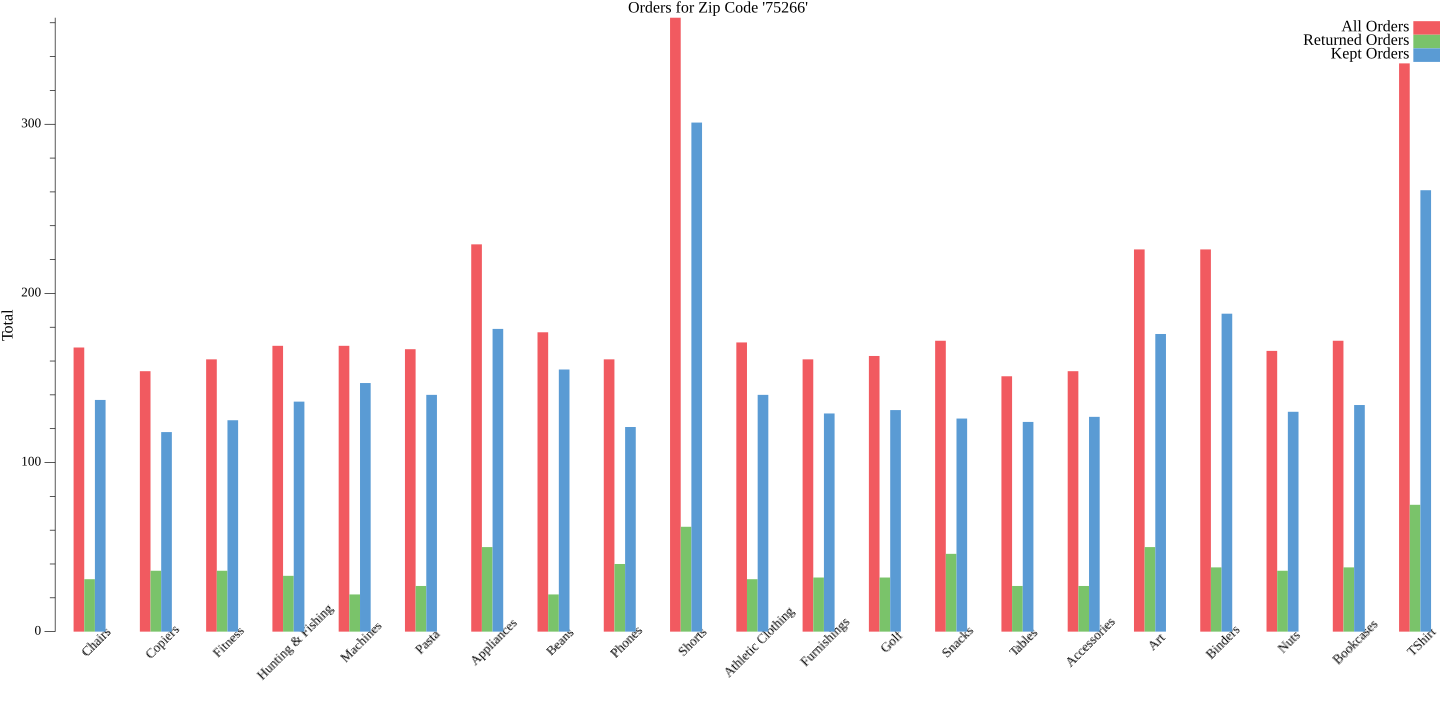 Orders for Zip Code '75266'
All Orders
Returned Orders
Kept Orders
Total
300
200
100
0
Chairs
Copiers
Fitness
Hunting & Fishing
Machines
Pasta
Appliances
Beans
Phones
Shorts
Athletic Clothing
Furnishings
Golf
Snacks
Tables
Accessories
Art
Binders
Nuts
Bookcases
TShirt